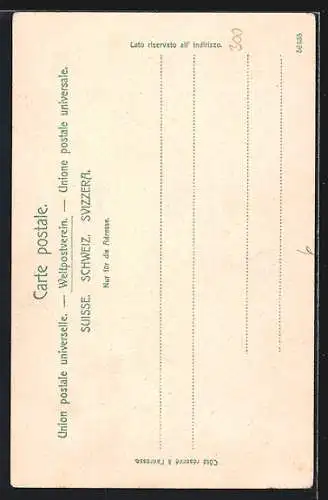 Carte postale.
Union postale universelle. — Weltpostverein. — Unione postale universale.
SUISSE. SCHWEIZ. SVIZZERA.
Nur für die Adresse.
Côté réservé à l'adresse.
Lato riservato all' indirizzo.
300
6